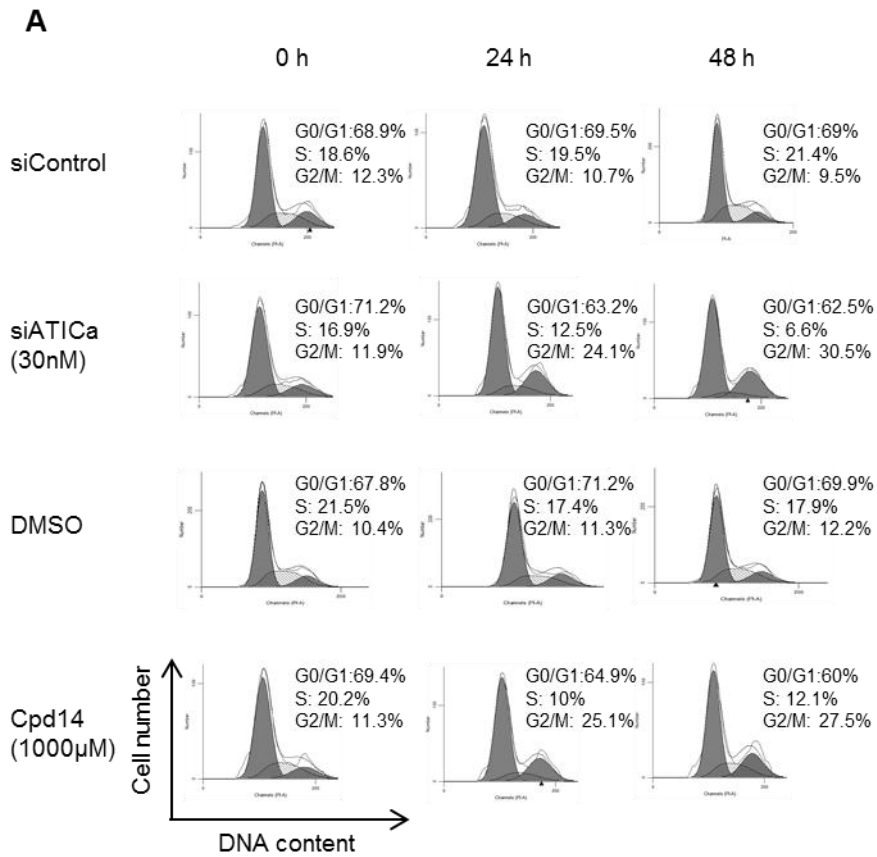 A
0 h 24 h 48 h
siControl
G0/G1:68.9%
S: 18.6%
G2/M: 12.3%
G0/G1:69.5%
S: 19.5%
G2/M: 10.7%
G0/G1:69%
S: 21.4%
G2/M: 9.5%
siATICa
(30nM)
G0/G1:71.2%
S: 16.9%
G2/M: 11.9%
G0/G1:63.2%
S: 12.5%
G2/M: 24.1%
G0/G1:62.5%
S: 6.6%
G2/M: 30.5%
DMSO
G0/G1:67.8%
S: 21.5%
G2/M: 10.4%
G0/G1:71.2%
S: 17.4%
G2/M: 11.3%
G0/G1:69.9%
S: 17.9%
G2/M: 12.2%
Cpd14
(1000µM)
G0/G1:69.4%
S: 20.2%
G2/M: 11.3%
G0/G1:64.9%
S: 10%
G2/M: 25.1%
G0/G1:60%
S: 12.1%
G2/M: 27.5%
Cell number
DNA content